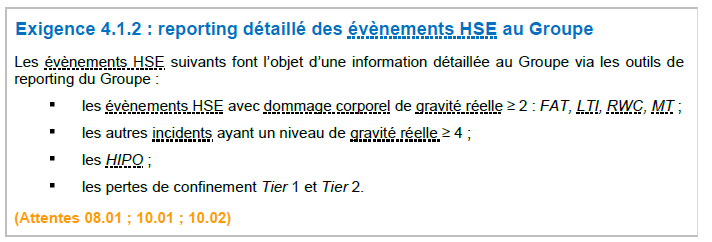 Exigence 4.1.2 : reporting détaillé des évènements HSE au Groupe
Les évènements HSE suivants font l'objet d'une information détaillée au Groupe via les outils de
reporting du Groupe :
▪ les évènements HSE avec dommage corporel de gravité réelle ≥ 2 : FAT, LTI, RWC, MT ;
▪ les autres incidents ayant un niveau de gravité réelle ≥ 4 ;
▪ les HIPO ;
▪ les pertes de confinement Tier 1 et Tier 2.
(Attentes 08.01 ; 10.01 ; 10.02)